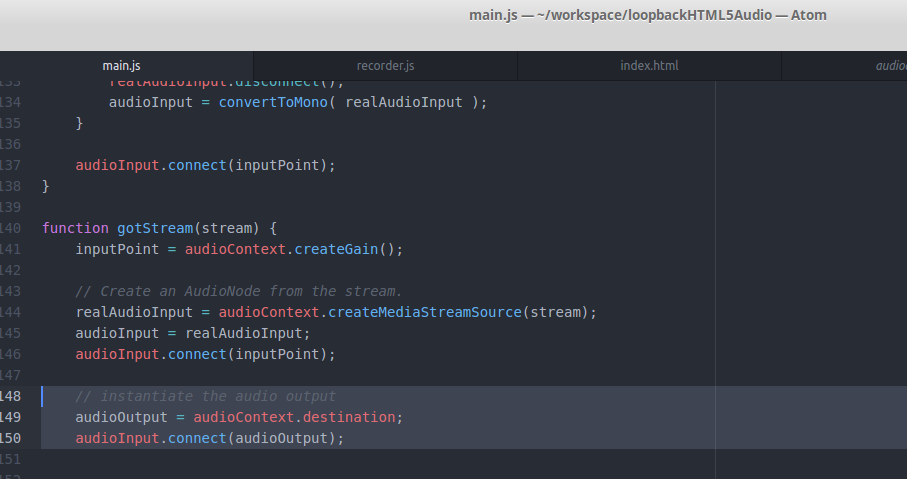 main.js — ~/workspace/loopbackHTML5Audio — Atom
main.js recorder.js index.html
133 realAudioInput.disconnect();
134 audioInput = convertToMono( realAudioInput );
135 }
136
137 audioInput.connect(inputPoint);
138 }
139
140 function gotStream(stream) {
141 inputPoint = audioContext.createGain();
142
143 // Create an AudioNode from the stream.
144 realAudioInput = audioContext.createMediaStreamSource(stream);
145 audioInput = realAudioInput;
146 audioInput.connect(inputPoint);
147
148 // instantiate the audio output
149 audioOutput = audioContext.destination;
150 audioInput.connect(audioOutput);
151